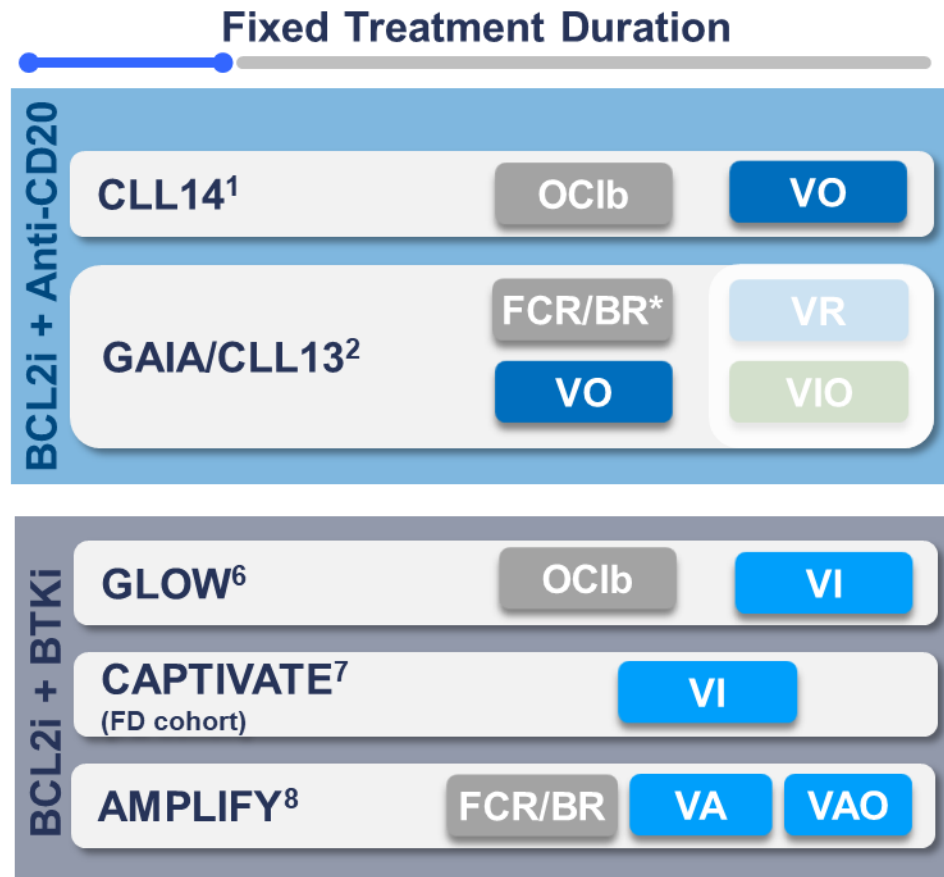 Fixed Treatment Duration
BCL2i + Anti-CD20
CLL14¹
OClb
VO
GAIA/CLL13²
FCR/BR*
VR
VO
VIO
BCL2i + BTKi
GLOW⁶
OClb
VI
CAPTIVATE⁷
(FD cohort)
VI
AMPLIFY⁸
FCR/BR
VA
VAO